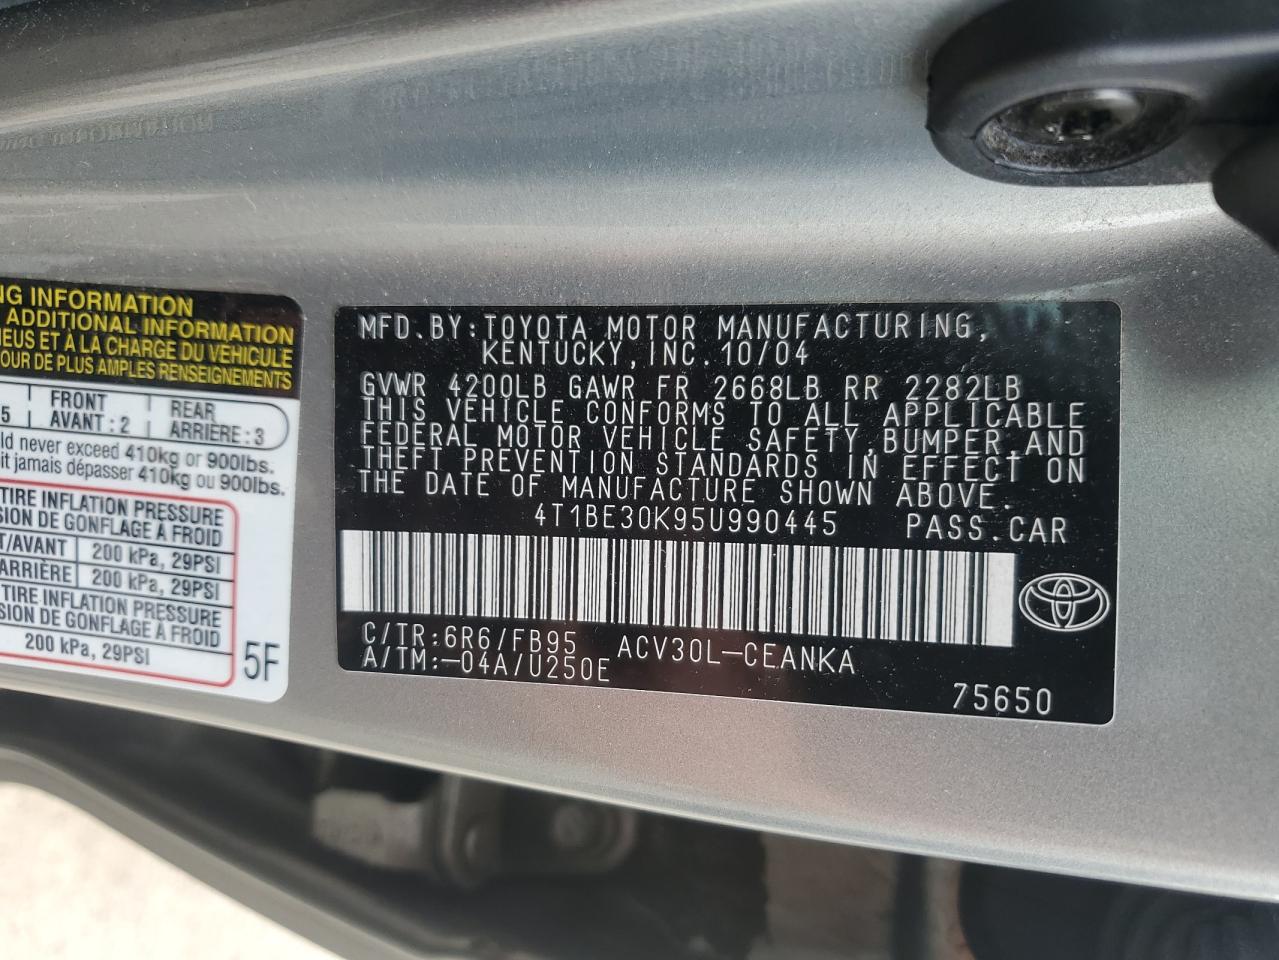 NG INFORMATION
ADDITIONAL INFORMATION
NEUS ET À LA CHARGE DU VÉHICULE
OUR DE PLUS AMPLES RENSEIGNEMENTS
5 FRONT REAR
AVANT : 2 ARRIÈRE : 3
ld never exceed 410kg or 900lbs.
it jamais dépasser 410kg ou 900lbs.
TIRE INFLATION PRESSURE
SION DE GONFLAGE À FROID
T/AVANT 200 kPa, 29PSI
ARRIÈRE 200 kPa, 29PSI
TIRE INFLATION PRESSURE
SION DE GONFLAGE À FROID
200 kPa, 29PSI
5F
MFD.BY:TOYOTA MOTOR MANUFACTURING,
KENTUCKY,INC.10/04
GVWR 4200LB GAWR FR 2668LB RR 2282LB
THIS VEHICLE CONFORMS TO ALL APPLICABLE
FEDERAL MOTOR VEHICLE SAFETY,BUMPER,AND
THEFT PREVENTION STANDARDS IN EFFECT ON
THE DATE OF MANUFACTURE SHOWN ABOVE.
4T1BE30K95U990445 PASS.CAR
C/TR:6R6/FB95 ACV30L-CEANKA
A/TM:-04A/U250E
75650